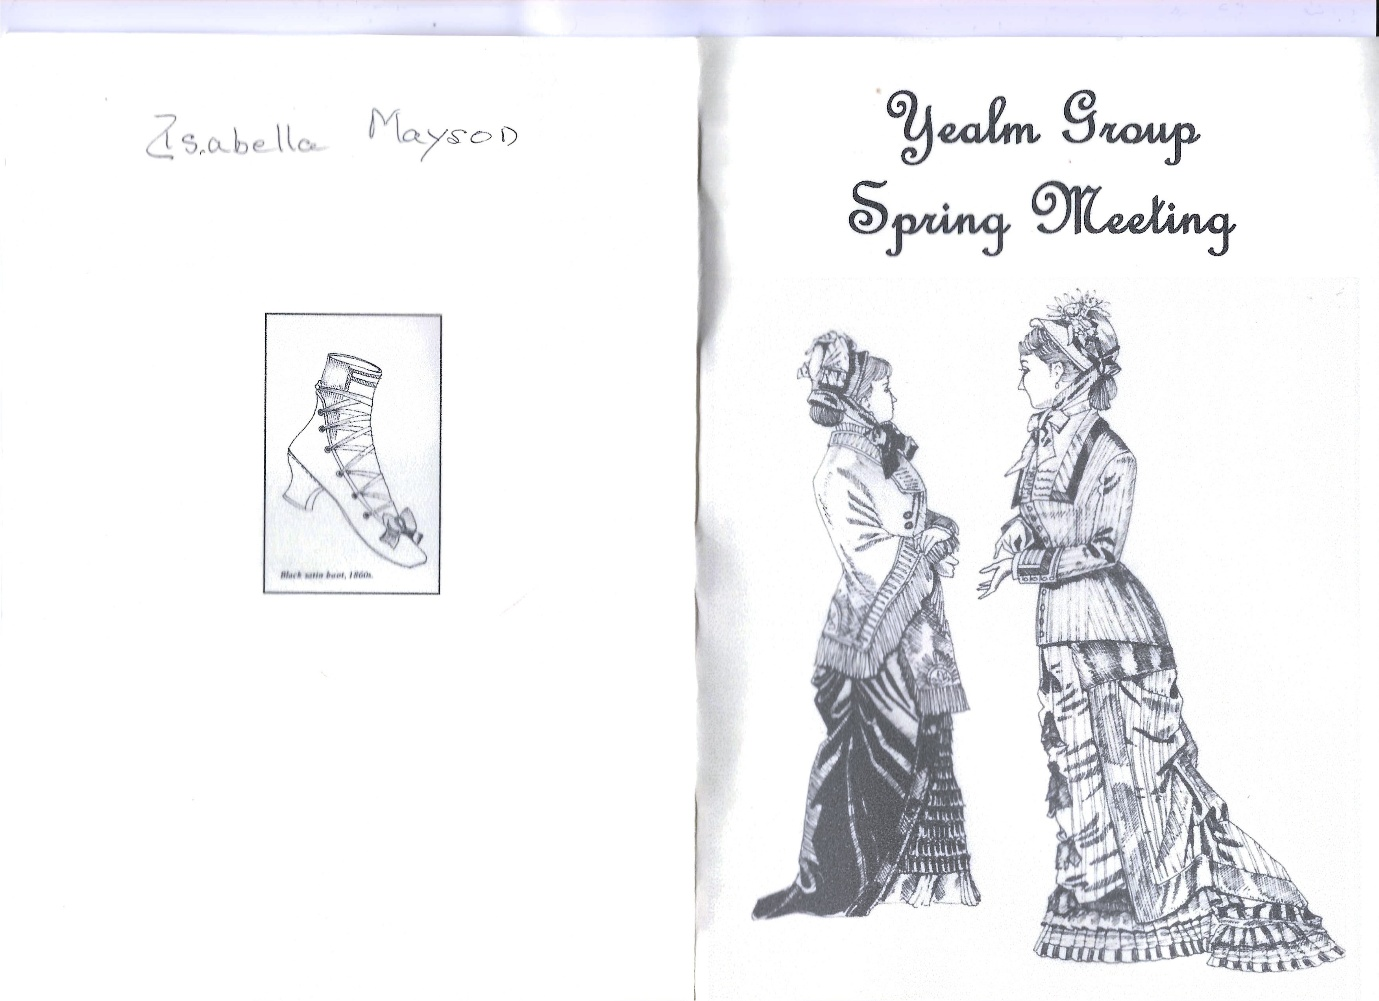 Isabella Mayson
Black satin boot, 1860s.
Yealm Group
Spring Meeting